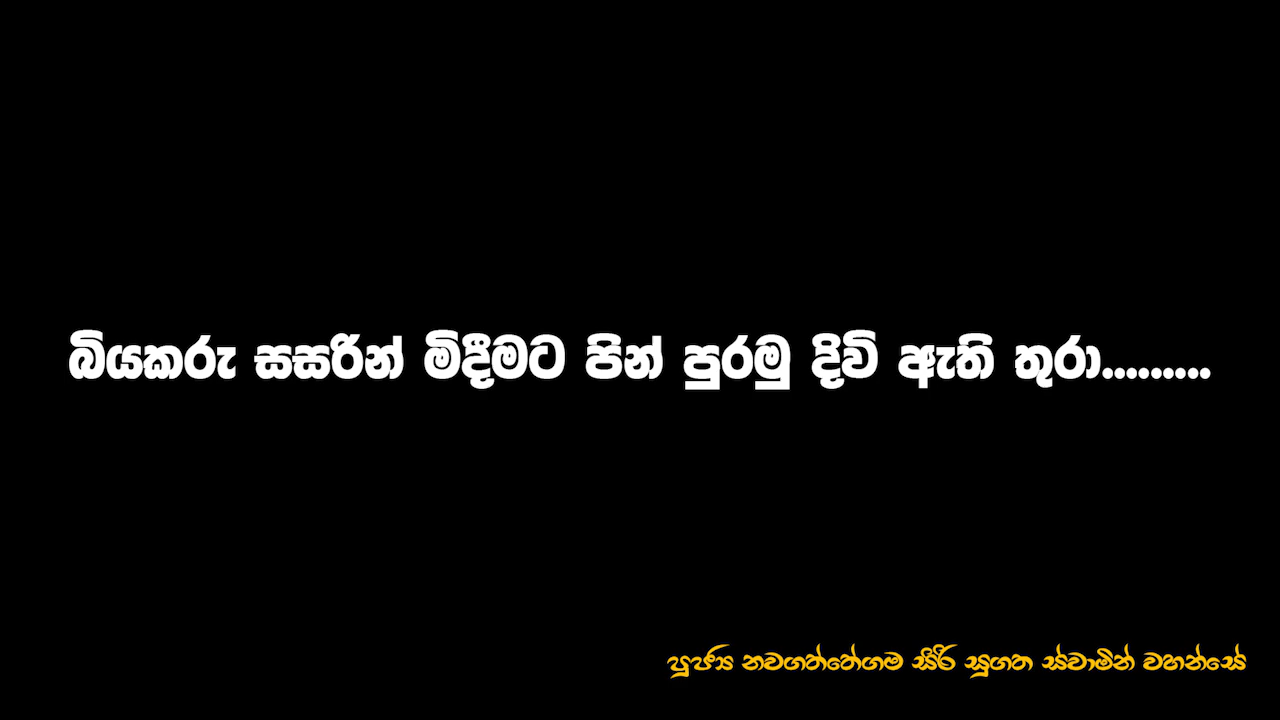 බියකරු සසරින් මිදීමට පින් පුරමු දිවි ඇති තුරා.........
පූජ්‍ය නවගත්තේගම සිරි සුගත ස්වාමින් වහන්සේ